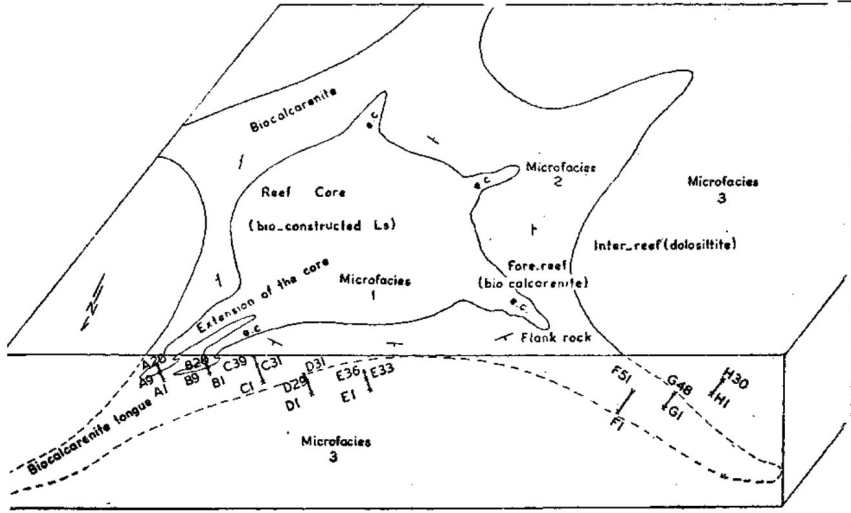 Biocalcarenite
e.c.
Reef Core
(bio_constructed Ls)
e.c.
Microfacies
2
Microfacies
3
Inter_reef (dolosiltite)
Fore_reef
(bio calcarenite)
e.c.
Flank rock
Microfacies
1
Extension of the core
e.c
N
A28
A9
A1
B28
B9
B1
C39
C31
C1
D31
D29
D1
E36
E33
E1
F51
F1
G48
G1
H30
H1
Biocalcarenite tongue
Microfacies
3